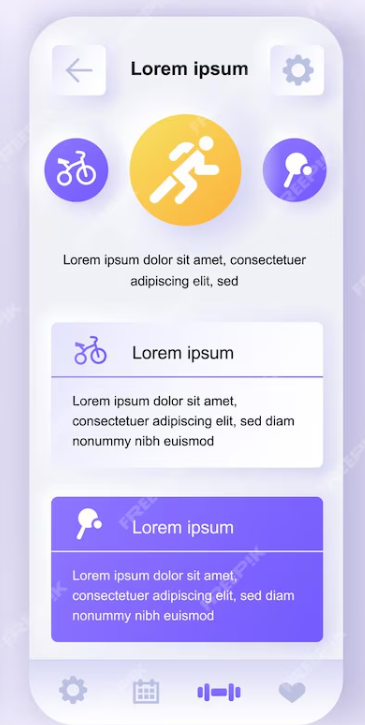 Lorem ipsum
Lorem ipsum dolor sit amet, consectetuer
adipiscing elit, sed
Lorem ipsum
Lorem ipsum dolor sit amet,
consectetuer adipiscing elit, sed diam
nonummy nibh euismod
Lorem ipsum
Lorem ipsum dolor sit amet,
consectetuer adipiscing elit, sed diam
nonummy nibh euismod
FREEPIK